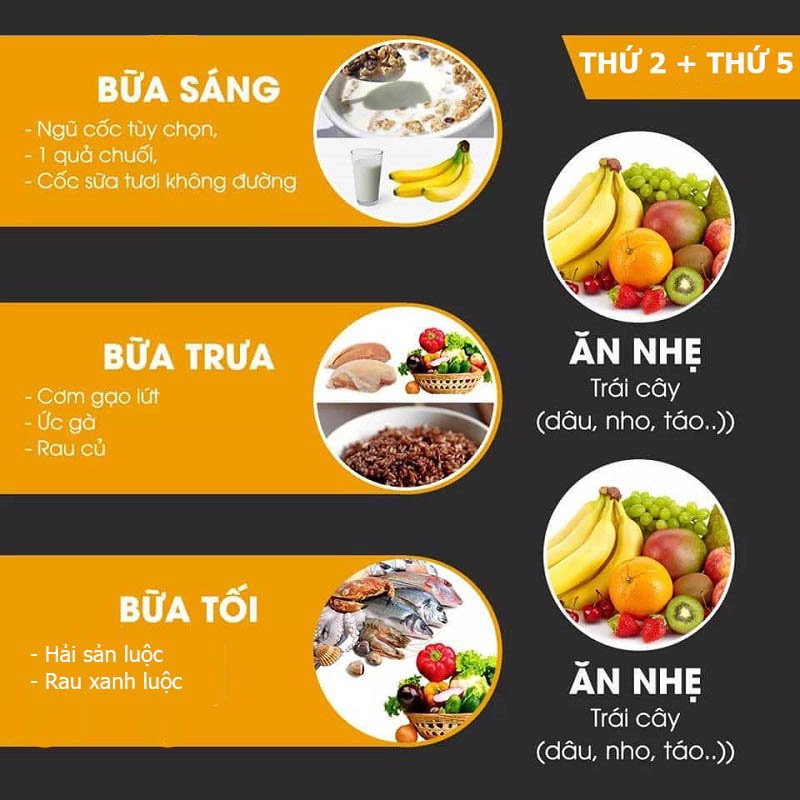 THỨ 2 + THỨ 5
BỮA SÁNG
- Ngũ cốc tùy chọn,
- 1 quả chuối,
- Cốc sữa tươi không đường
BỮA TRƯA
- Cơm gạo lứt
- Ức gà
- Rau củ
ĂN NHẸ
Trái cây
(dâu, nho, táo..))
BỮA TỐI
- Hải sản luộc
- Rau xanh luộc
ĂN NHẸ
Trái cây
(dâu, nho, táo..))